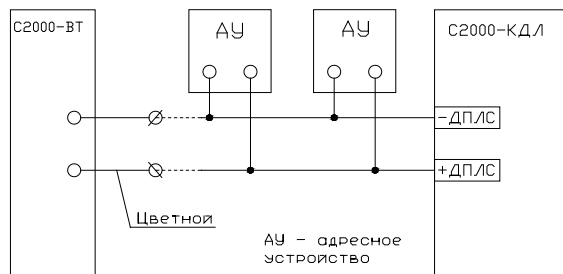 С2000-ВТ
АУ
АУ
С2000-КДЛ
-ДПЛС
+ДПЛС
Цветной
АУ - адресное
устройство